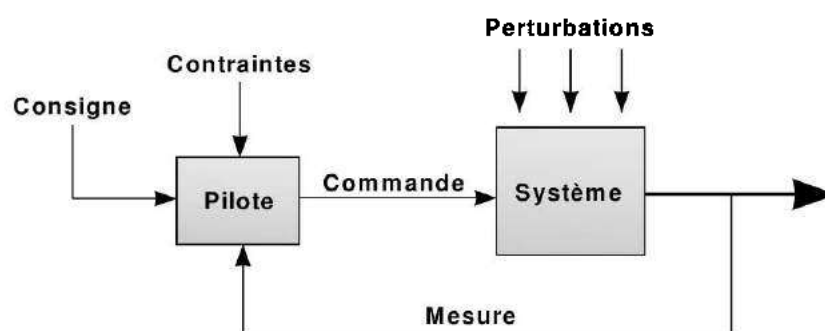 Perturbations
Contraintes
Consigne
Commande
Pilote
Système
Mesure